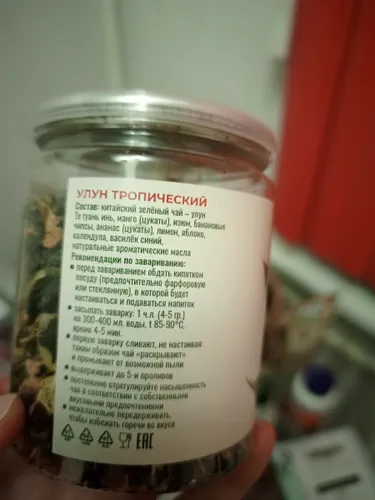 УЛУН ТРОПИЧЕСКИЙ
Состав: китайский зелёный чай – улун
Те гуань инь, манго (цукаты), изюм, банановые
чипсы, ананас (цукаты), лимон, яблоко,
календула, василёк синий,
натуральные ароматические масла
Рекомендации по завариванию:
• перед завариванием обдать кипятком
посуду (предпочтительно фарфоровую
или стеклянную), в которой будет
настаиваться и подаваться напиток
• засыпать заварку: 1 ч.л. (4-5 гр.)
на 300-400 мл. воды, t 85-90°C,
время 4-5 мин.
• первую заварку сливают, не настаивая
таким образом чай «раскрывают»
и промывают от возможной пыли
• выдерживает до 5-и проливов
• постепенно отрегулируйте насыщенность
чая в соответствии с собственными
вкусовыми предпочтениями
• нежелательно передерживать,
чтобы избежать горечи во вкусе
EAC